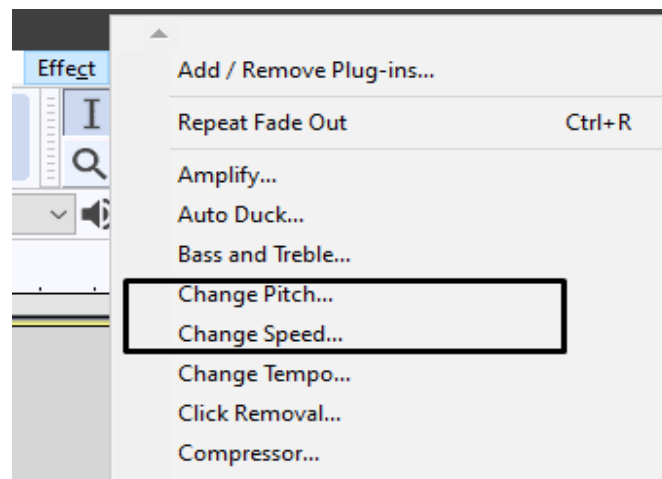 Effect
Add / Remove Plug-ins...
Repeat Fade Out Ctrl+R
Amplify...
Auto Duck...
Bass and Treble...
Change Pitch...
Change Speed...
Change Tempo...
Click Removal...
Compressor...